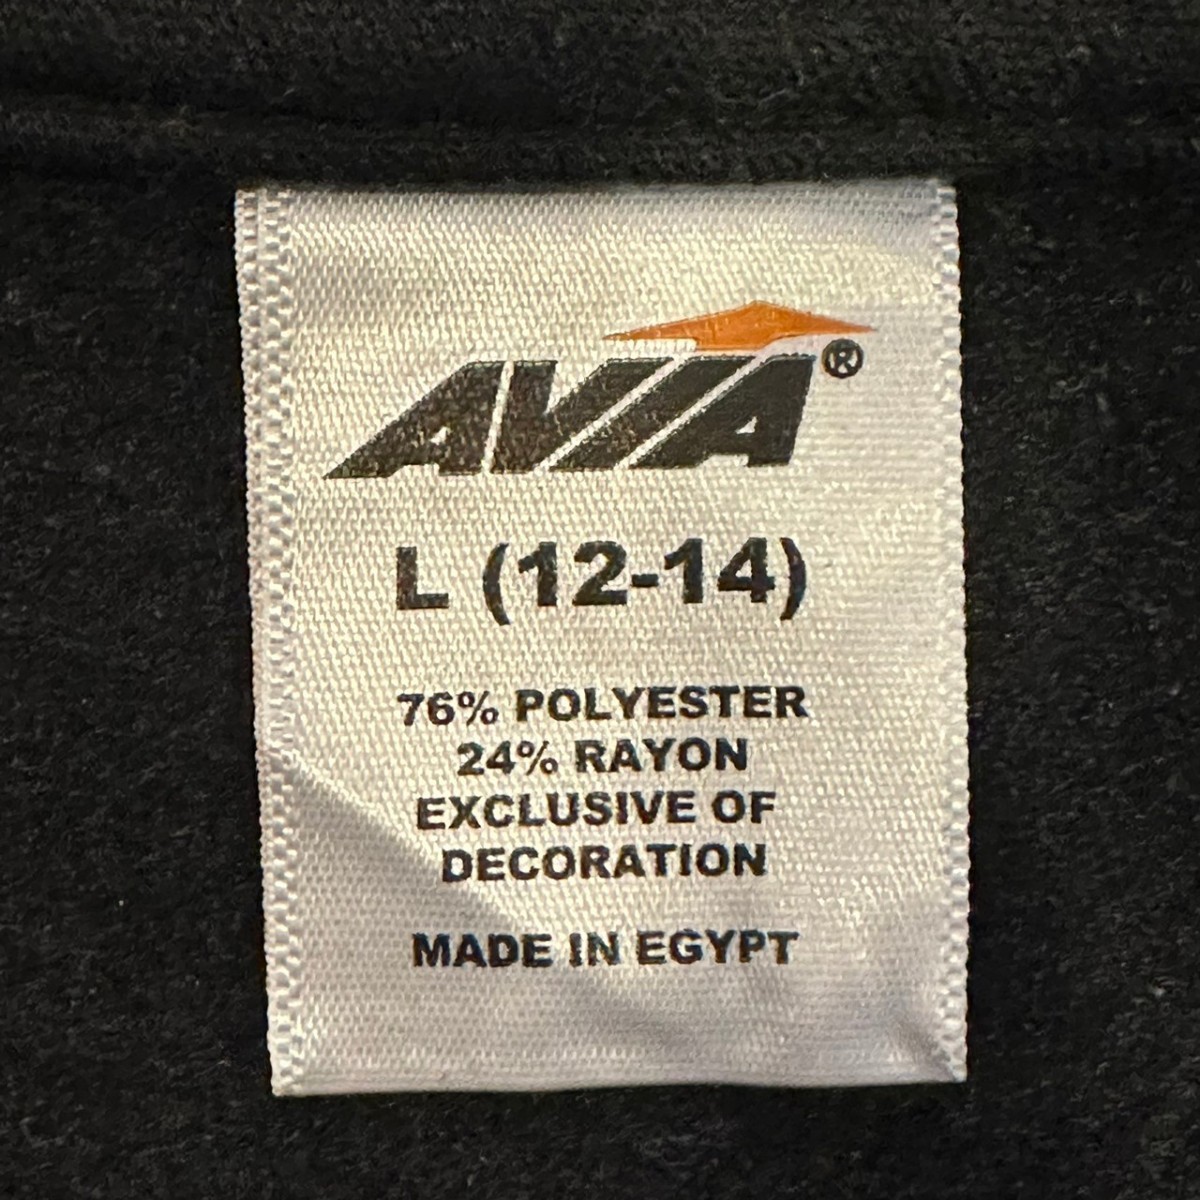 AVIA®
L (12-14)
76% POLYESTER
24% RAYON
EXCLUSIVE OF
DECORATION
MADE IN EGYPT